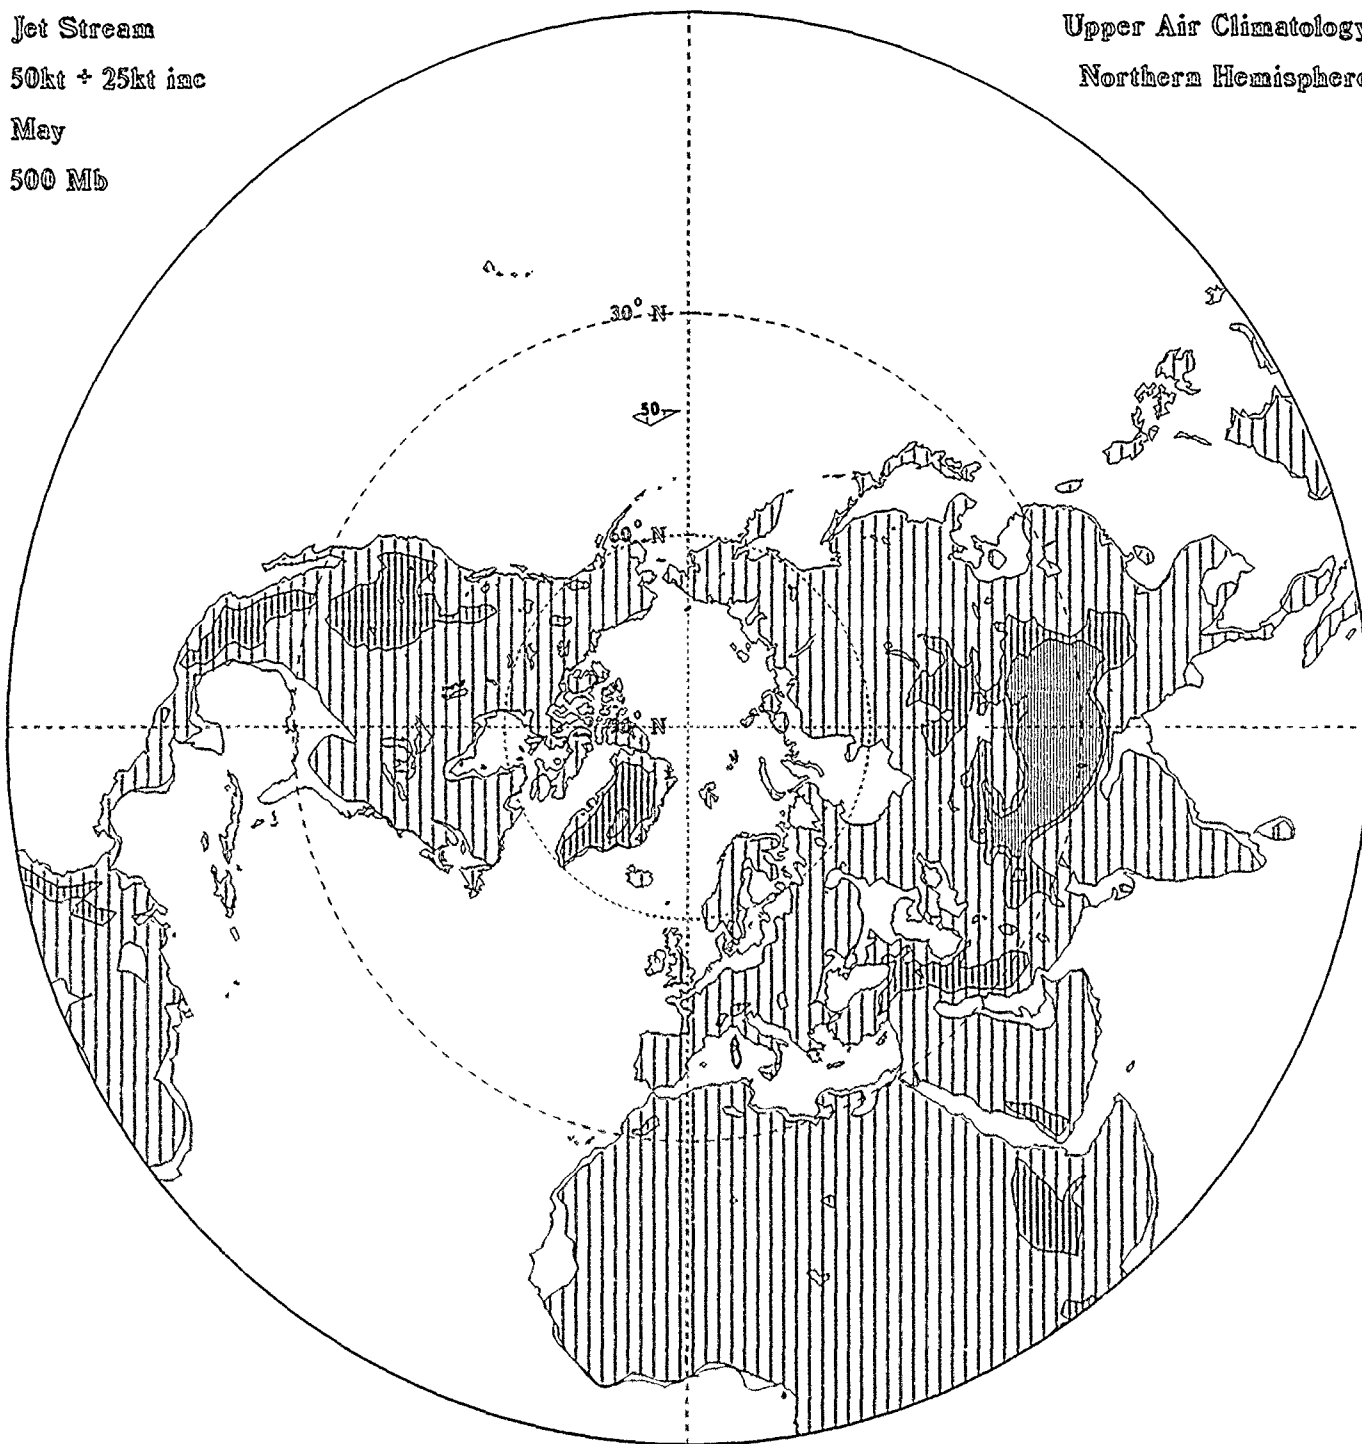 Jet Stream
50kt + 25kt inc
May
500 Mb
Upper Air Climatology
Northern Hemisphere
30° N
50
60° N
N